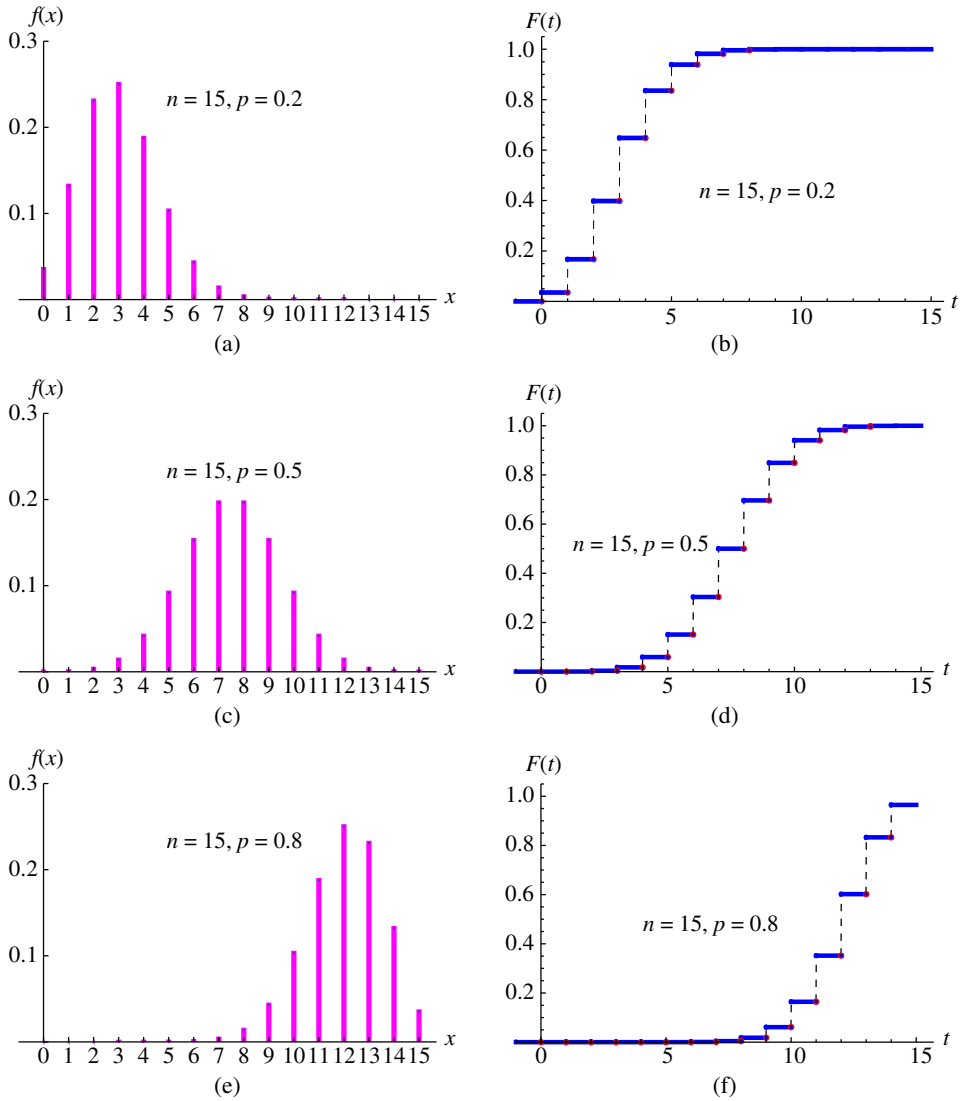 f(x)
0.3
0.2
0.1
n = 15, p = 0.2
0 1 2 3 4 5 6 7 8 9 10 11 12 13 14 15
x
(a)
F(t)
1.0
0.8
0.6
0.4
0.2
n = 15, p = 0.2
0 5 10 15
t
(b)
f(x)
0.3
0.2
0.1
n = 15, p = 0.5
0 1 2 3 4 5 6 7 8 9 10 11 12 13 14 15
x
(c)
F(t)
1.0
0.8
0.6
0.4
0.2
n = 15, p = 0.5
0 5 10 15
t
(d)
f(x)
0.3
0.2
0.1
n = 15, p = 0.8
0 1 2 3 4 5 6 7 8 9 10 11 12 13 14 15
x
(e)
F(t)
1.0
0.8
0.6
0.4
0.2
n = 15, p = 0.8
0 5 10 15
t
(f)